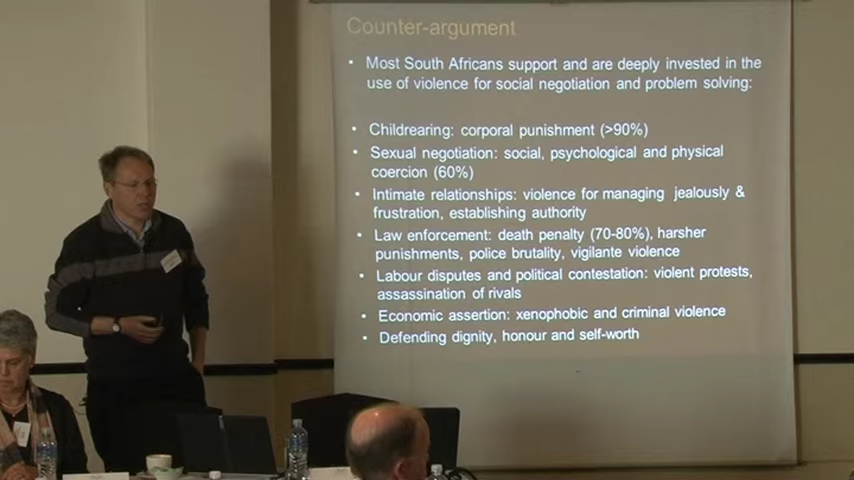 Counter-argument
• Most South Africans support and are deeply invested in the
use of violence for social negotiation and problem solving:
• Childrearing: corporal punishment (>90%)
• Sexual negotiation: social, psychological and physical
coercion (60%)
• Intimate relationships: violence for managing jealously &
frustration, establishing authority
• Law enforcement: death penalty (70-80%), harsher
punishments, police brutality, vigilante violence
• Labour disputes and political contestation: violent protests,
assassination of rivals
• Economic assertion: xenophobic and criminal violence
• Defending dignity, honour and self-worth